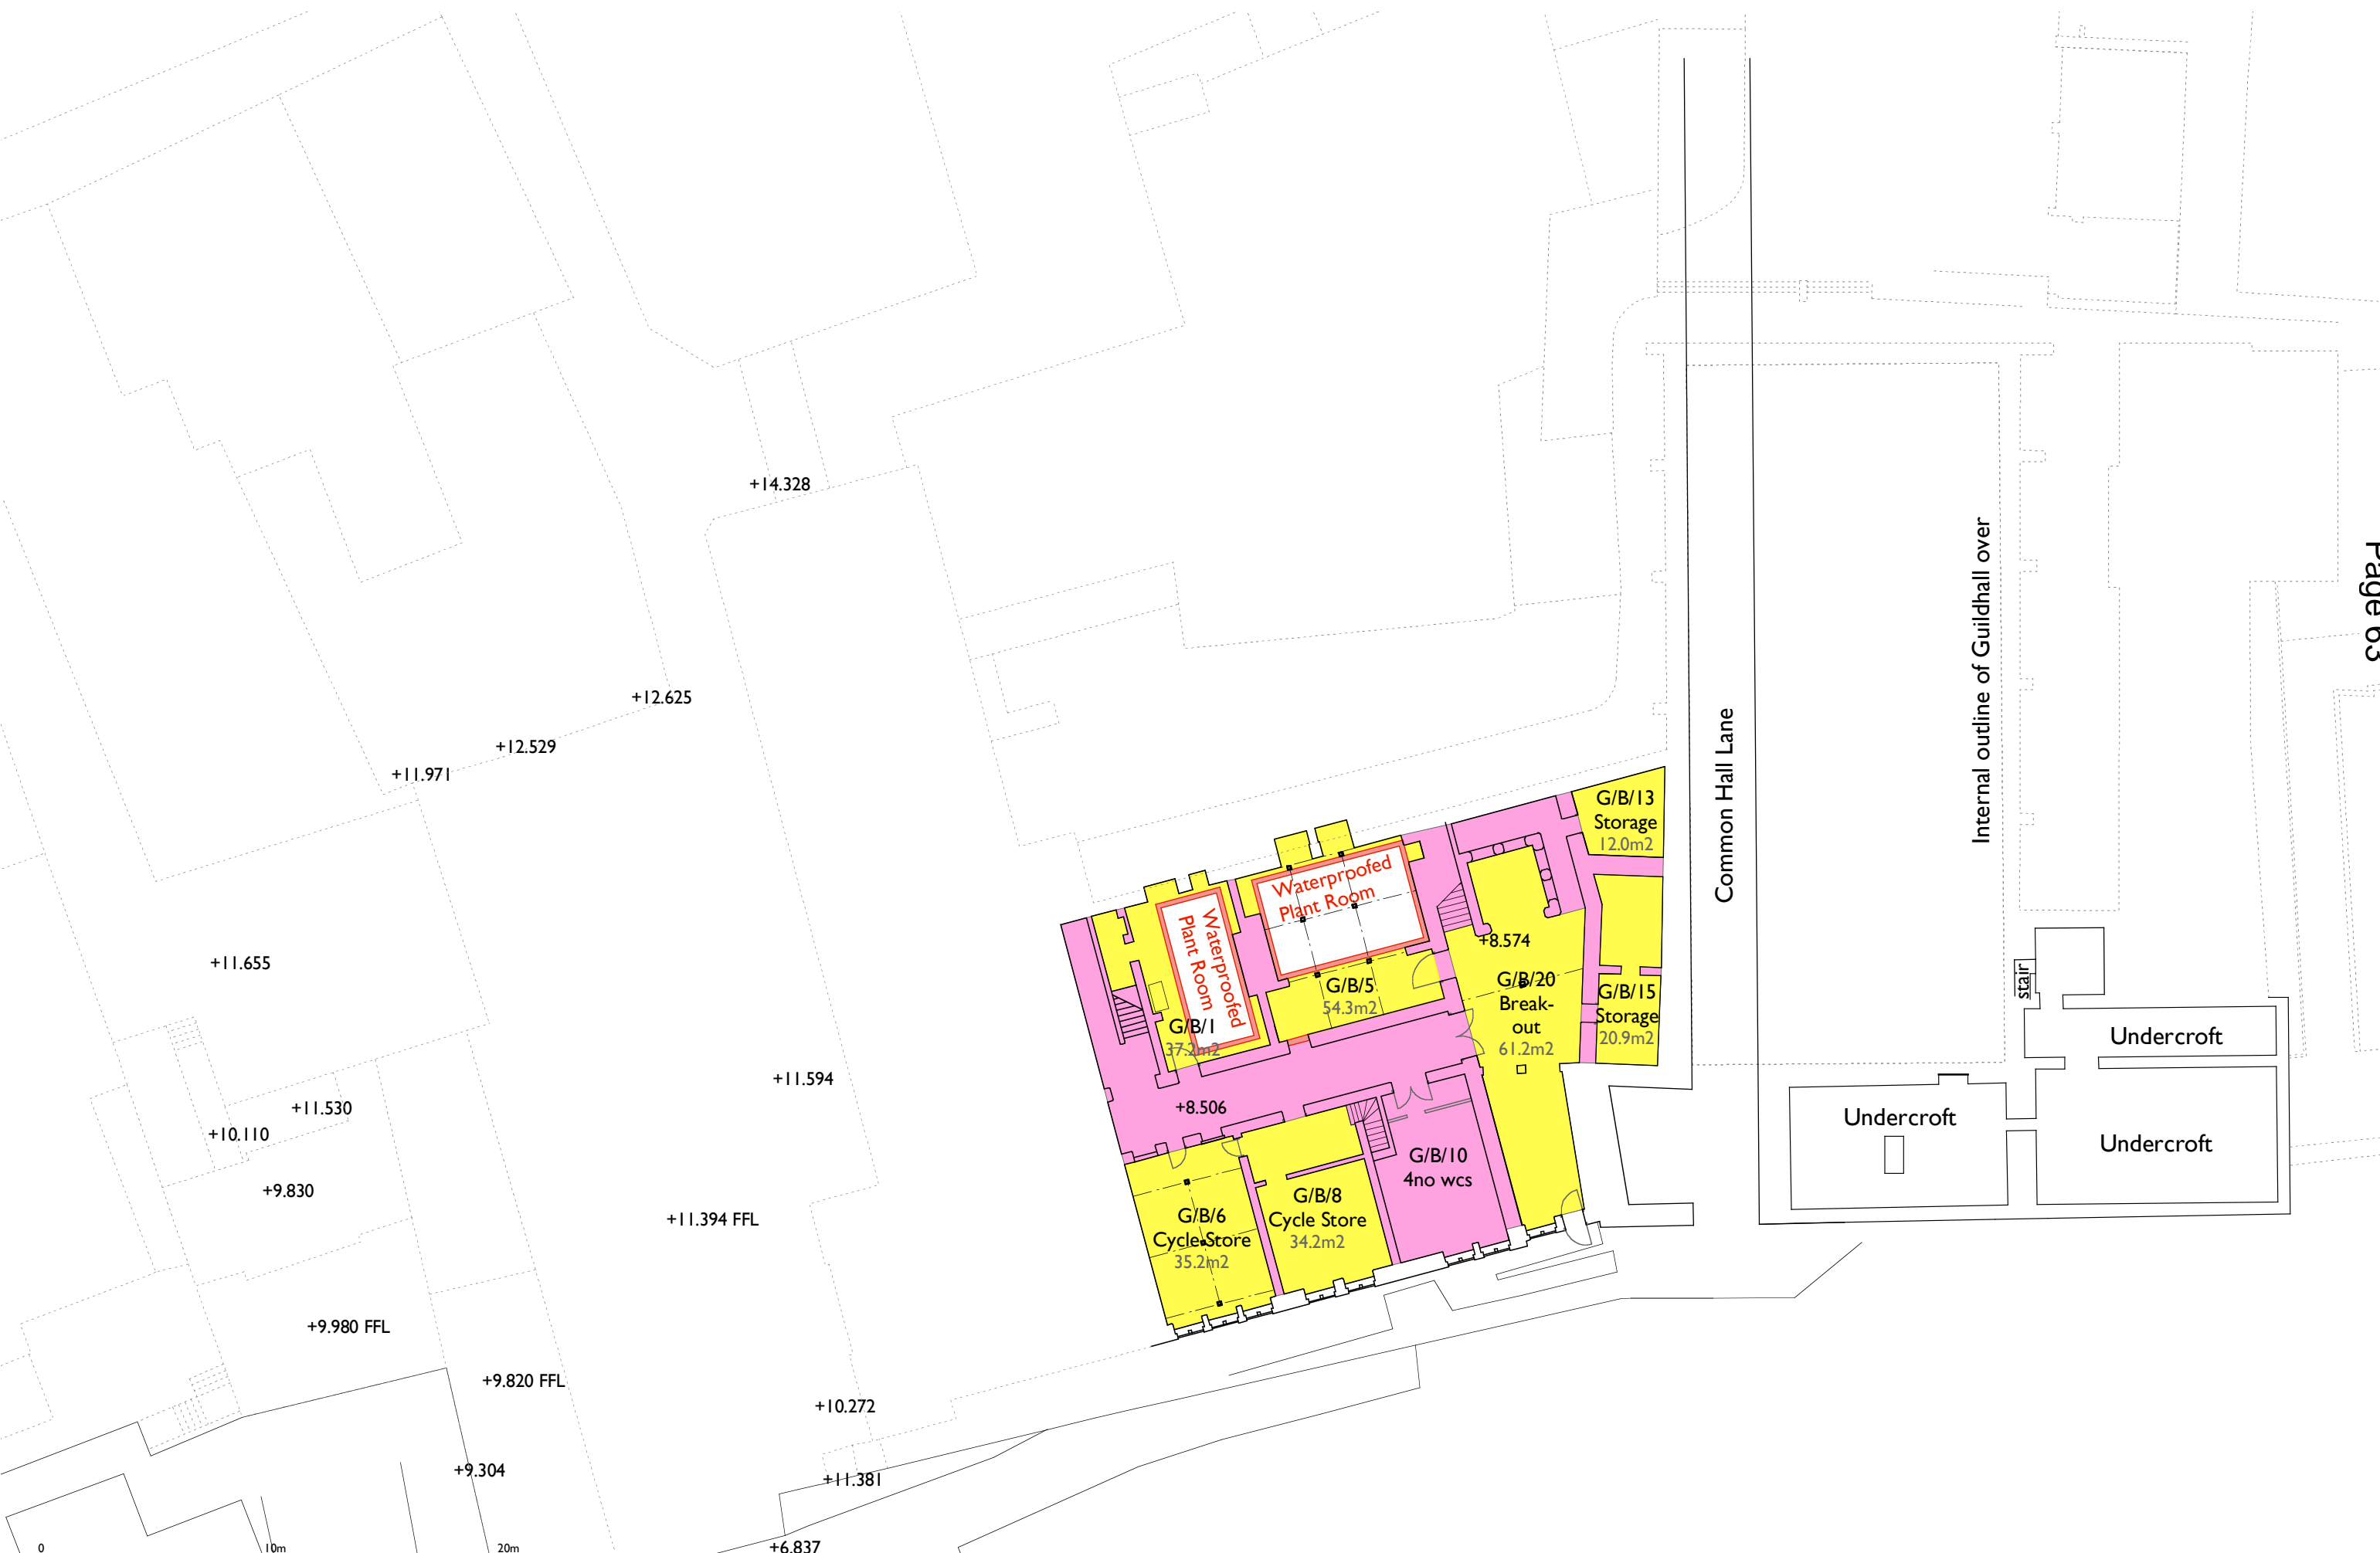 +14.328
Internal outline of Guildhall over
Page 63
+12.625
+12.529
+11.971
Common Hall Lane
G/B/13
Storage
12.0m2
Waterproofed
Plant Room
Waterproofed
Plant Room
+8.574
+11.655
G/B/5
54.3m2
G/B/20
Break-
out
61.2m2
G/B/15
Storage
20.9m2
stair
G/B/1
37.2m2
Undercroft
+11.594
+8.506
+11.530
+10.110
Undercroft
Undercroft
G/B/10
4no wcs
+9.830
+11.394 FFL
G/B/6
Cycle Store
35.2m2
G/B/8
Cycle Store
34.2m2
+9.980 FFL
+9.820 FFL
+10.272
+9.304
+11.381
+6.837
0
10m
20m